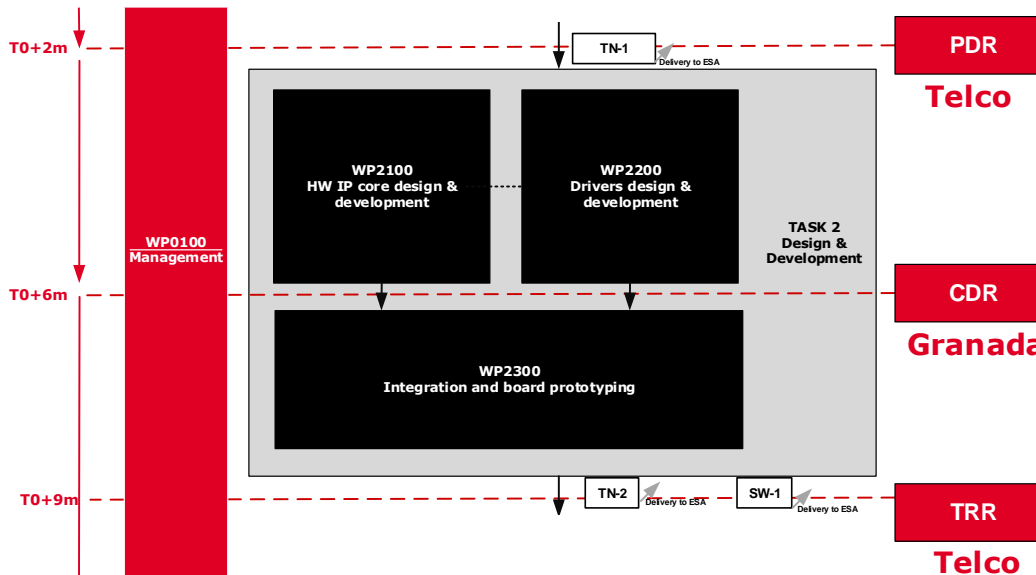 T0+2m
TN-1
Delivery to ESA
PDR
Telco
WP2100
HW IP core design &
development
WP2200
Drivers design &
development
TASK 2
Design &
Development
WP0100
Management
T0+6m
CDR
Granada
WP2300
Integration and board prototyping
T0+9m
TN-2
Delivery to ESA
SW-1
Delivery to ESA
TRR
Telco